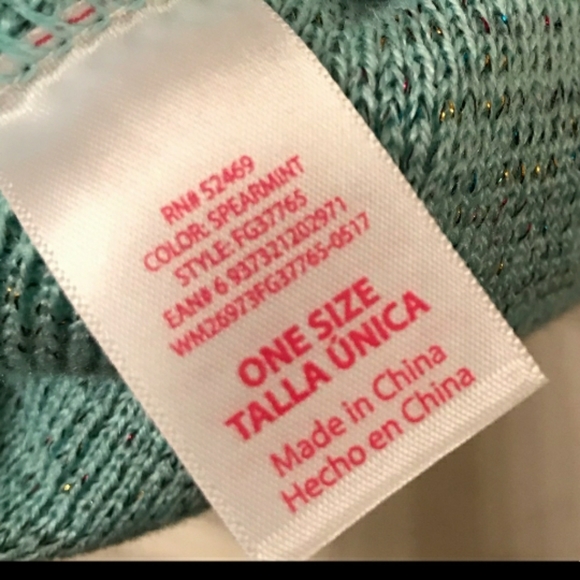 RN# 52469
COLOR: SPEARMINT
STYLE: FG37765
EAN# 6 937321202971
WM26973FG37765-0517
ONE SIZE
TALLA ÚNICA
Made in China
Hecho en China